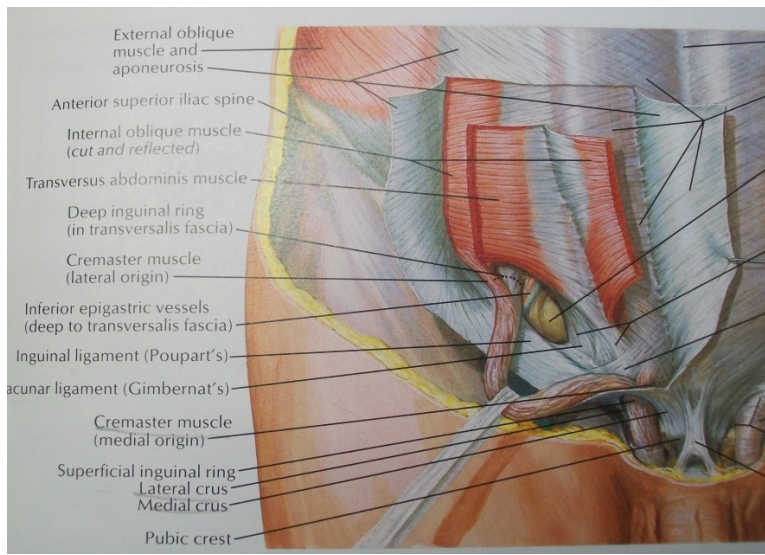 External oblique
muscle and
aponeurosis
Anterior superior iliac spine
Internal oblique muscle
(cut and reflected)
Transversus abdominis muscle
Deep inguinal ring
(in transversalis fascia)
Cremaster muscle
(lateral origin)
Inferior epigastric vessels
(deep to transversalis fascia)
Inguinal ligament (Poupart's)
acunar ligament (Gimbernat's)
Cremaster muscle
(medial origin)
Superficial inguinal ring
Lateral crus
Medial crus
Pubic crest